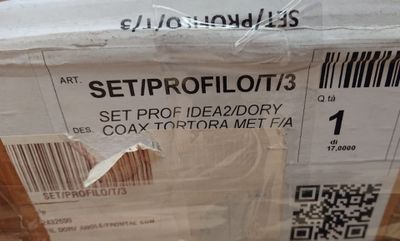 SET/PROFILO/T/3
ART. SET/PROFILO/T/3
SET PROF IDEA2/DORY
DES. COAX TORTORA MET F/A
Q.tà
1
di
17,0000
SET/PROFILO/T/3